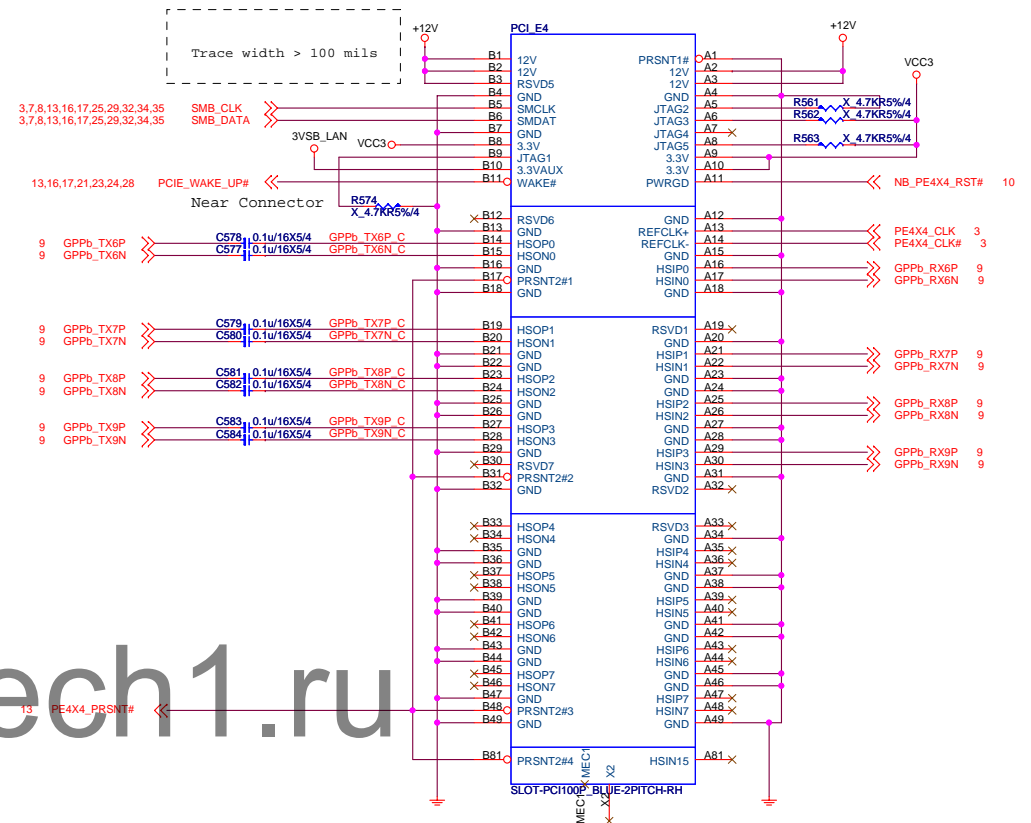 Trace width > 100 mils
+12V
PCI_E4
+12V
VCC3
B1 12V PRSNT1# A1
B2 12V 12V A2
B3 RSVD5 12V A3
B4 GND GND A4
3,7,8,13,16,17,25,29,32,34,35 SMB_CLK B5 SMCLK JTAG2 A5 R561 X_4.7KR5%/4
3,7,8,13,16,17,25,29,32,34,35 SMB_DATA B6 SMDAT JTAG3 A6 R562 X_4.7KR5%/4
B7 GND JTAG4 A7
3VSB_LAN VCC3 B8 3.3V JTAG5 A8 R563 X_4.7KR5%/4
B9 JTAG1 3.3V A9
B10 3.3VAUX 3.3V A10
13,16,17,21,23,24,28 PCIE_WAKE_UP# B11 WAKE# PWRGD A11 NB_PE4X4_RST# 10
Near Connector R574 X_4.7KR5%/4
B12 RSVD6 GND A12
B13 GND REFCLK+ A13 PE4X4_CLK 3
9 GPPb_TX6P C578 0.1u/16X5/4 GPPb_TX6P_C B14 HSOP0 REFCLK- A14 PE4X4_CLK# 3
9 GPPb_TX6N C577 0.1u/16X5/4 GPPb_TX6N_C B15 HSON0 GND A15
B16 GND HSIP0 A16 GPPb_RX6P 9
B17 PRSNT2#1 HSIN0 A17 GPPb_RX6N 9
B18 GND GND A18
9 GPPb_TX7P C579 0.1u/16X5/4 GPPb_TX7P_C B19 HSOP1 RSVD1 A19
9 GPPb_TX7N C580 0.1u/16X5/4 GPPb_TX7N_C B20 HSON1 GND A20
B21 GND HSIP1 A21 GPPb_RX7P 9
B22 GND HSIN1 A22 GPPb_RX7N 9
9 GPPb_TX8P C581 0.1u/16X5/4 GPPb_TX8P_C B23 HSOP2 GND A23
9 GPPb_TX8N C582 0.1u/16X5/4 GPPb_TX8N_C B24 HSON2 GND A24
B25 GND HSIP2 A25 GPPb_RX8P 9
B26 GND HSIN2 A26 GPPb_RX8N 9
9 GPPb_TX9P C583 0.1u/16X5/4 GPPb_TX9P_C B27 HSOP3 GND A27
9 GPPb_TX9N C584 0.1u/16X5/4 GPPb_TX9N_C B28 HSON3 GND A28
B29 GND HSIP3 A29 GPPb_RX9P 9
B30 RSVD7 HSIN3 A30 GPPb_RX9N 9
B31 PRSNT2#2 GND A31
B32 GND RSVD2 A32
B33 HSOP4 RSVD3 A33
B34 HSON4 GND A34
B35 GND HSIP4 A35
B36 GND HSIN4 A36
B37 HSOP5 GND A37
B38 HSON5 GND A38
B39 GND HSIP5 A39
B40 GND HSIN5 A40
B41 HSOP6 GND A41
B42 HSON6 GND A42
B43 GND HSIP6 A43
B44 GND HSIN6 A44
B45 HSOP7 GND A45
B46 HSON7 GND A46
B47 GND HSIP7 A47
13 PE4X4_PRSNT# B48 PRSNT2#3 HSIN7 A48
B49 GND GND A49
ech1.ru
B81 PRSNT2#4 HSIN15 A81
MEC1 X2
SLOT-PCI100P_BLUE-2PITCH-RH
MEC1 X2